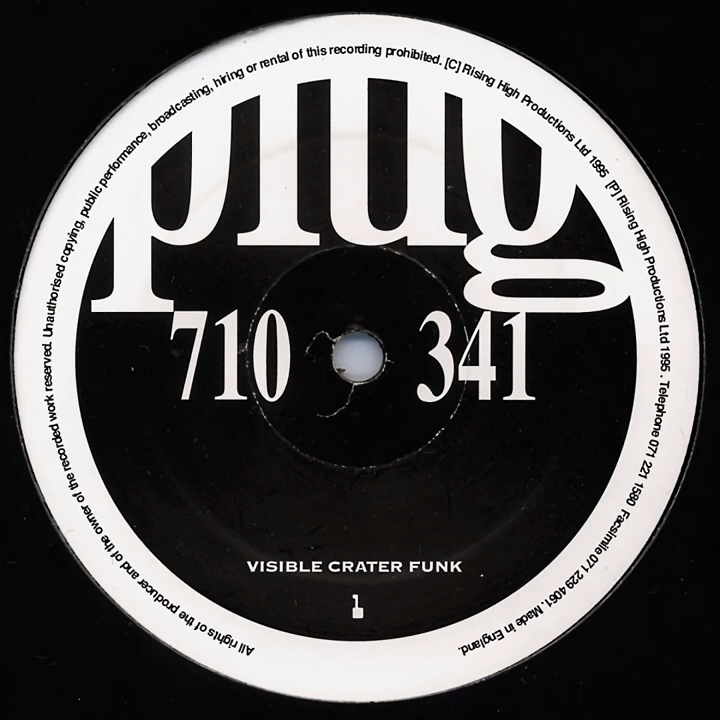 plug
710 341
VISIBLE CRATER FUNK
1
All rights of the producer and of the owner of the recorded work reserved. Unauthorised copying, public performance, broadcasting, hiring or rental of this recording prohibited. [C] Rising High Productions Ltd 1995 [P] Rising High Productions Ltd 1995 . Telephone 071 221 1580 Facsimile 071 229 4061. Made in England.